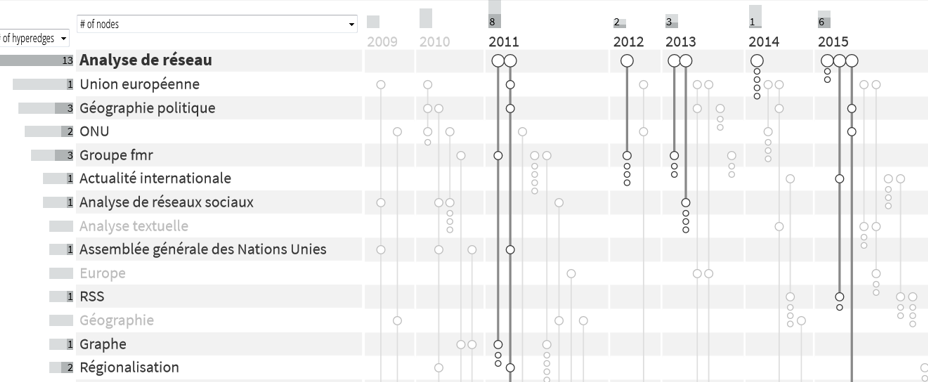 8 2 3 1 6
# of nodes
# of hyperedges
2009 2010 2011 2012 2013 2014 2015
13 Analyse de réseau
1 Union européenne
3 Géographie politique
2 ONU
3 Groupe fmr
1 Actualité internationale
1 Analyse de réseaux sociaux
Analyse textuelle
1 Assemblée générale des Nations Unies
Europe
1 RSS
Géographie
1 Graphe
2 Régionalisation